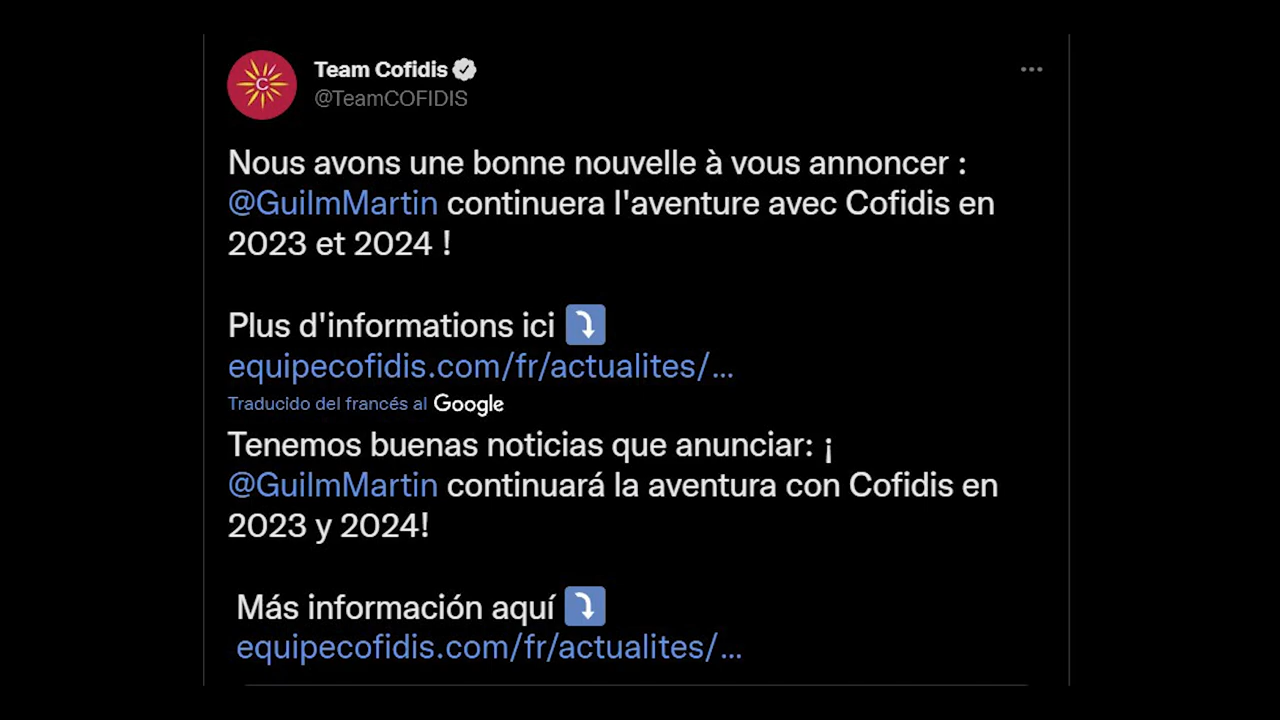 Team Cofidis
@TeamCOFIDIS
Nous avons une bonne nouvelle à vous annoncer :
@GuilmMartin continuera l'aventure avec Cofidis en
2023 et 2024 !
Plus d'informations ici ⤵️
equipecofidis.com/fr/actualites/…
Traducido del francés al Google
Tenemos buenas noticias que anunciar: ¡
@GuilmMartin continuará la aventura con Cofidis en
2023 y 2024!
Más información aquí ⤵️
equipecofidis.com/fr/actualites/…